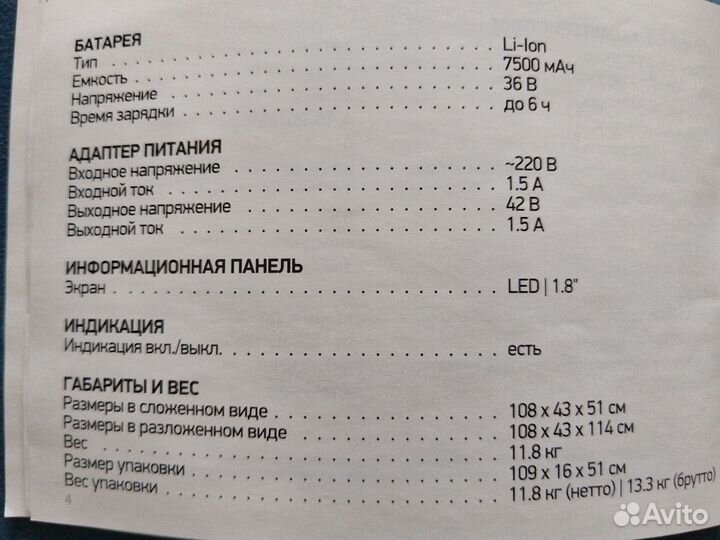 БАТАРЕЯ
Тип . . . . . . . . . . . . . . . . . . . . . . . . . Li-Ion
Емкость . . . . . . . . . . . . . . . . . . . . . . . . . 7500 мАч
Напряжение . . . . . . . . . . . . . . . . . . . . . . . . . 36 В
Время зарядки . . . . . . . . . . . . . . . . . . . . . . . . . до 6 ч
АДАПТЕР ПИТАНИЯ
Входное напряжение . . . . . . . . . . . . . . . . . . . . ~220 В
Входной ток . . . . . . . . . . . . . . . . . . . . . . . . . 1.5 А
Выходное напряжение . . . . . . . . . . . . . . . . . . . . 42 В
Выходной ток . . . . . . . . . . . . . . . . . . . . . . . . . 1.5 А
ИНФОРМАЦИОННАЯ ПАНЕЛЬ
Экран . . . . . . . . . . . . . . . . . . . . . . . . . LED | 1.8"
ИНДИКАЦИЯ
Индикация вкл./выкл. . . . . . . . . . . . . . . . . . . . . есть
ГАБАРИТЫ И ВЕС
Размеры в сложенном виде . . . . . . . . . . . . . . . 108 x 43 x 51 см
Размеры в разложенном виде . . . . . . . . . . . . . . 108 x 43 x 114 см
Вес . . . . . . . . . . . . . . . . . . . . . . . . . 11.8 кг
Размер упаковки . . . . . . . . . . . . . . . . . . . . 109 x 16 x 51 см
Вес упаковки . . . . . . . . . . . . . . . . . . . . 11.8 кг (нетто) | 13.3 кг (брутто)
4
Avito